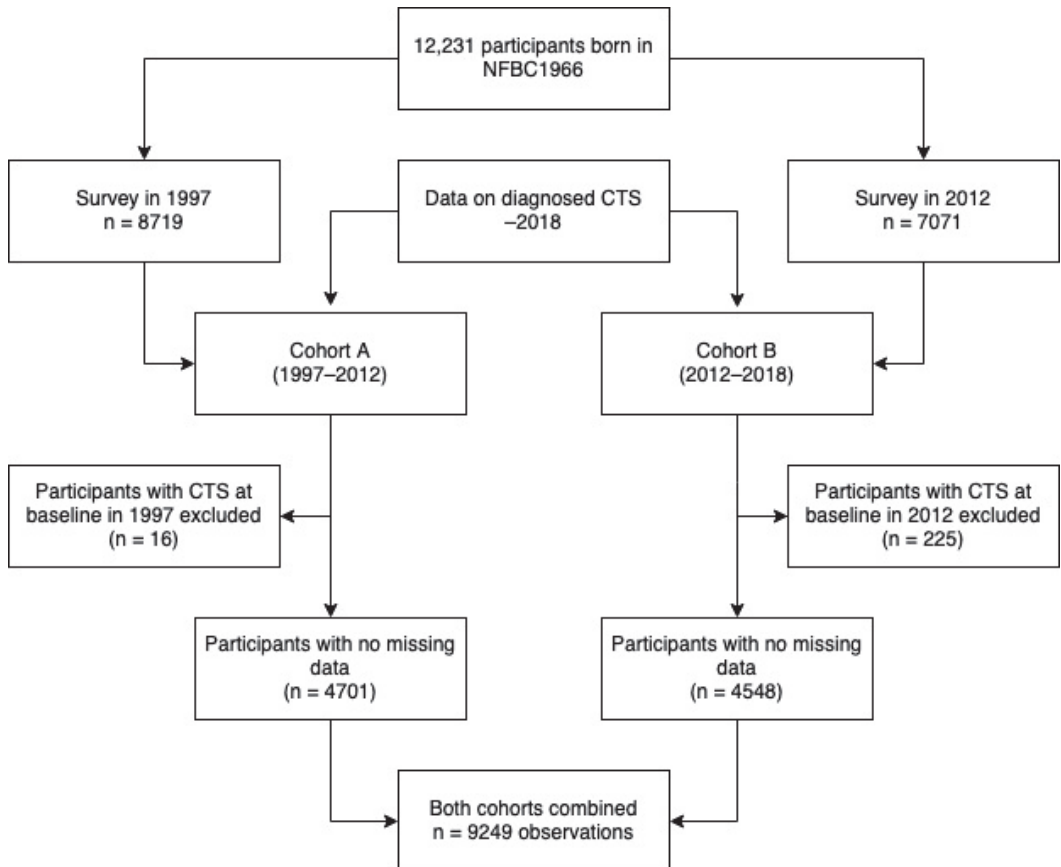 12,231 participants born in
NFBC1966
Survey in 1997
n = 8719
Data on diagnosed CTS
–2018
Survey in 2012
n = 7071
Cohort A
(1997–2012)
Cohort B
(2012–2018)
Participants with CTS at
baseline in 1997 excluded
(n = 16)
Participants with CTS at
baseline in 2012 excluded
(n = 225)
Participants with no missing
data
(n = 4701)
Participants with no missing
data
(n = 4548)
Both cohorts combined
n = 9249 observations